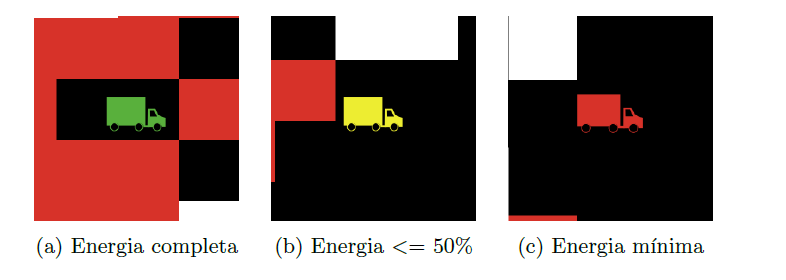 (a) Energia completa
(b) Energia <= 50%
(c) Energia mínima